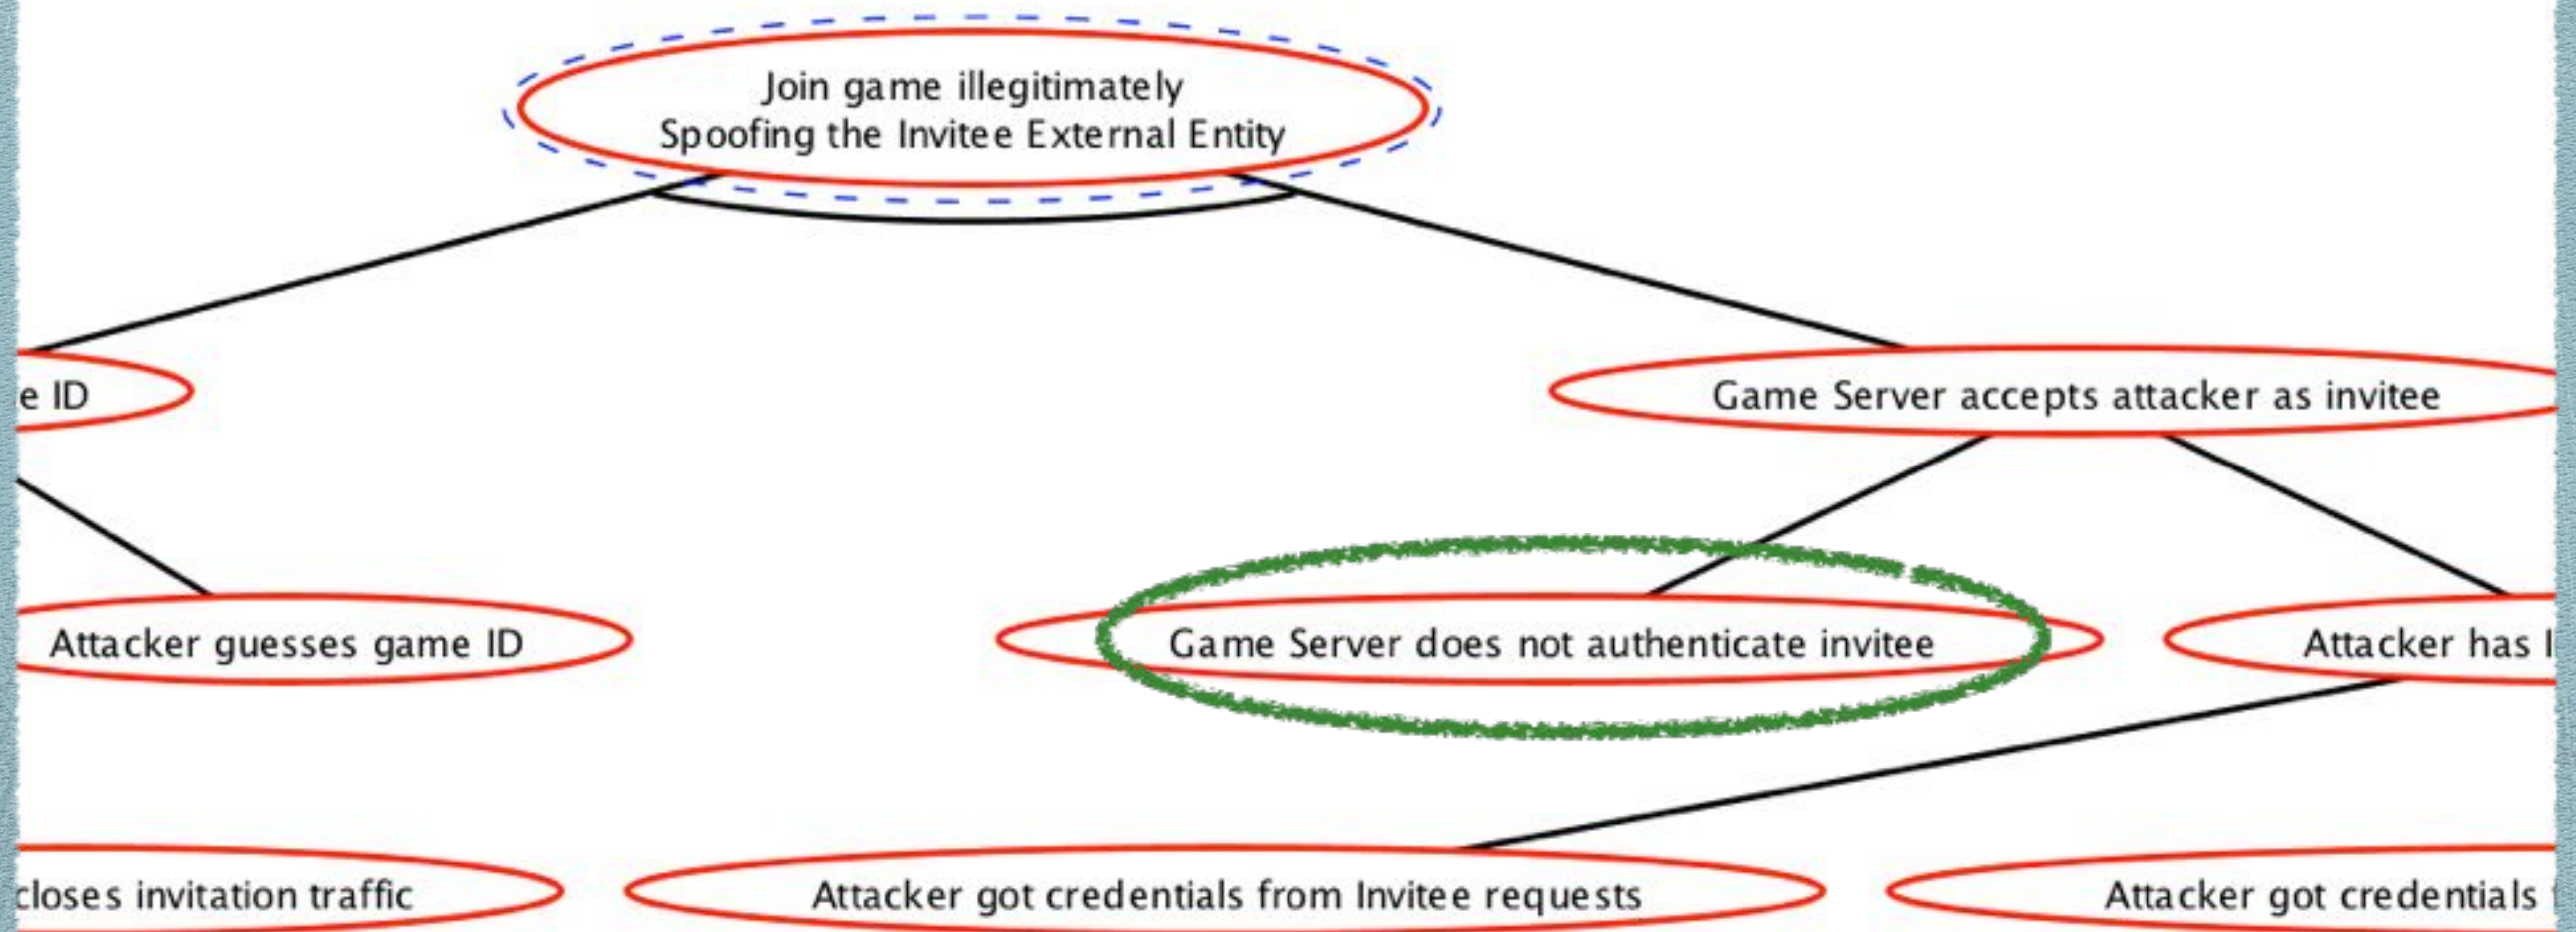 Join game illegitimately
Spoofing the Invitee External Entity
e ID
Game Server accepts attacker as invitee
Attacker guesses game ID
Game Server does not authenticate invitee
Attacker has
closes invitation traffic
Attacker got credentials from Invitee requests
Attacker got credentials